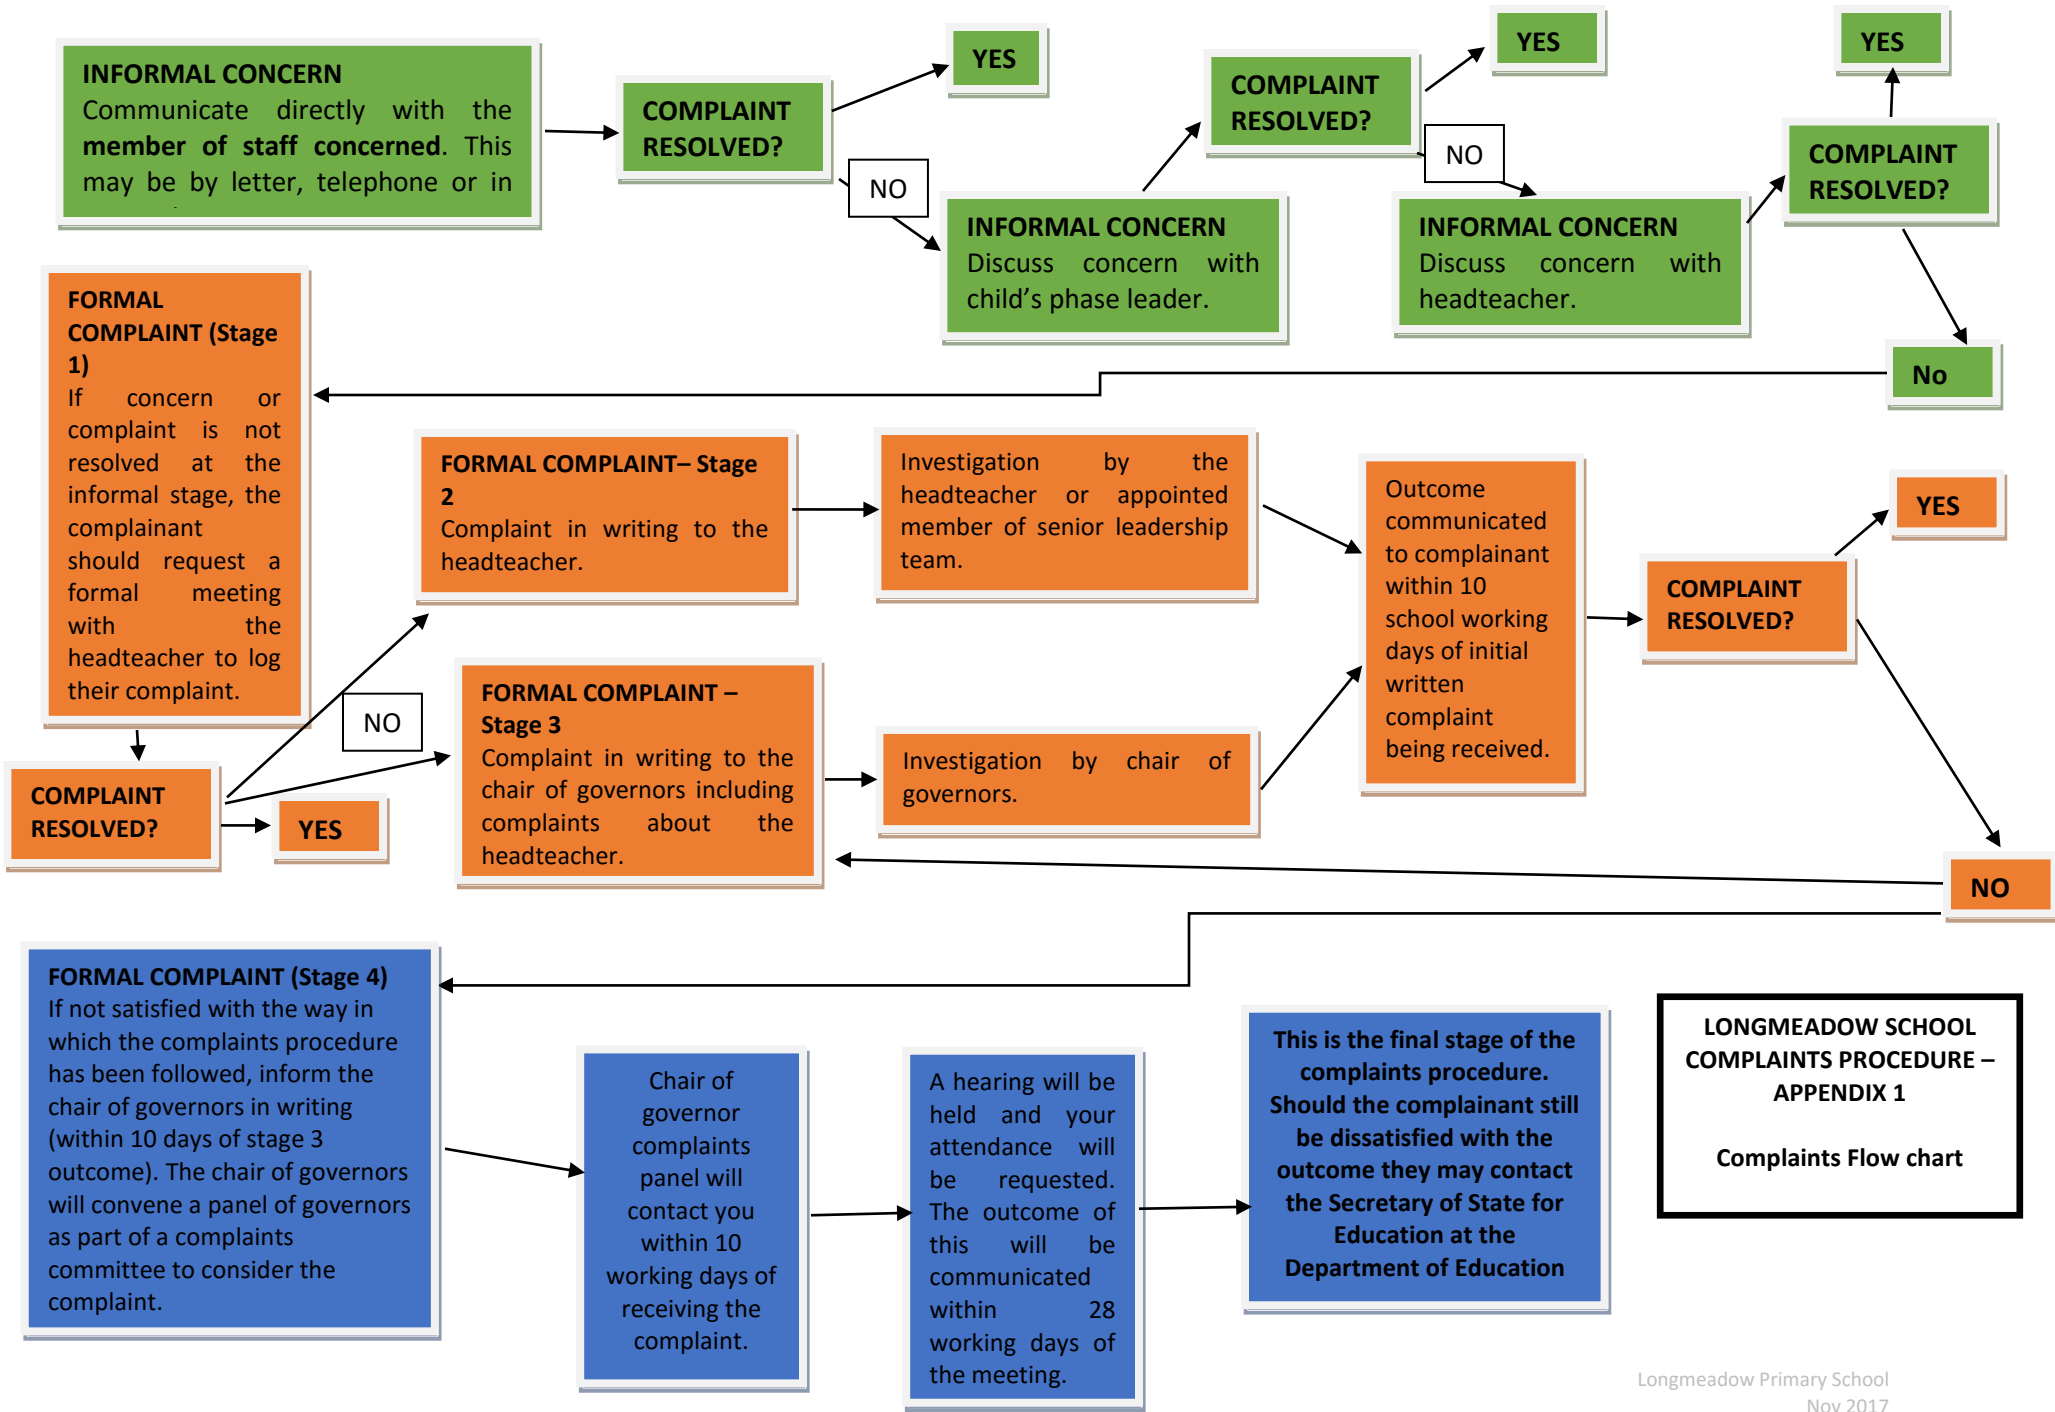 INFORMAL CONCERN
Communicate directly with the
member of staff concerned. This
may be by letter, telephone or in
COMPLAINT
RESOLVED?
YES
NO
INFORMAL CONCERN
Discuss concern with
child's phase leader.
COMPLAINT
RESOLVED?
YES
NO
INFORMAL CONCERN
Discuss concern with
headteacher.
COMPLAINT
RESOLVED?
YES
No
FORMAL
COMPLAINT (Stage
1)
If concern or
complaint is not
resolved at the
informal stage, the
complainant
should request a
formal meeting
with the
headteacher to log
their complaint.
COMPLAINT
RESOLVED?
YES
NO
FORMAL COMPLAINT– Stage
2
Complaint in writing to the
headteacher.
Investigation by the
headteacher or appointed
member of senior leadership
team.
FORMAL COMPLAINT –
Stage 3
Complaint in writing to the
chair of governors including
complaints about the
headteacher.
Investigation by chair of
governors.
Outcome
communicated
to complainant
within 10
school working
days of initial
written
complaint
being received.
COMPLAINT
RESOLVED?
YES
NO
FORMAL COMPLAINT (Stage 4)
If not satisfied with the way in
which the complaints procedure
has been followed, inform the
chair of governors in writing
(within 10 days of stage 3
outcome). The chair of governors
will convene a panel of governors
as part of a complaints
committee to consider the
complaint.
Chair of
governor
complaints
panel will
contact you
within 10
working days of
receiving the
complaint.
A hearing will be
held and your
attendance will
be requested.
The outcome of
this will be
communicated
within 28
working days of
the meeting.
This is the final stage of the
complaints procedure.
Should the complainant still
be dissatisfied with the
outcome they may contact
the Secretary of State for
Education at the
Department of Education
LONGMEADOW SCHOOL
COMPLAINTS PROCEDURE –
APPENDIX 1
Complaints Flow chart
Longmeadow Primary School
Nov 2017